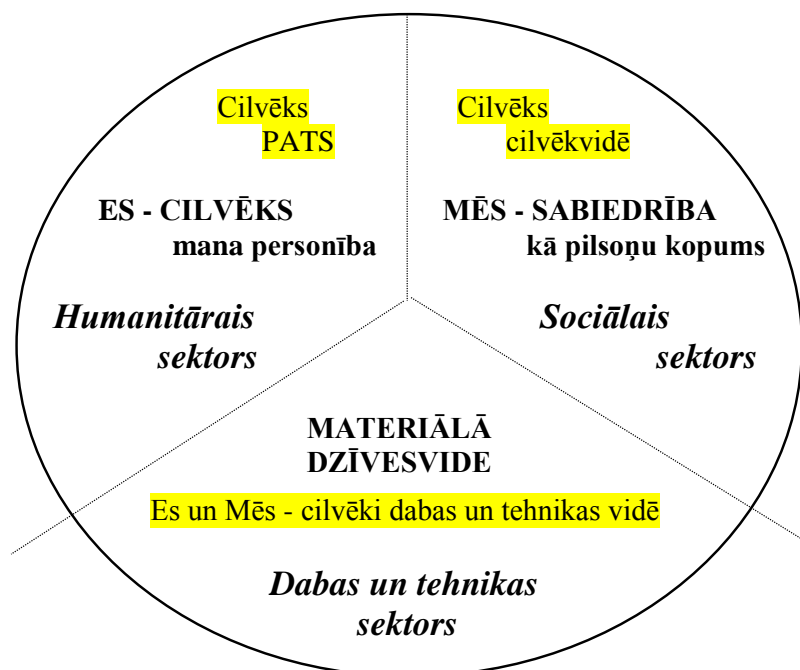 Cilvēks
PATS
ES - CILVĒKS
mana personība
Humanitārais
sektors
Cilvēks
cilvēkvidē
MĒS - SABIEDRĪBA
kā pilsoņu kopums
Sociālais
sektors
MATERIĀLĀ
DZĪVESVIDE
Es un Mēs - cilvēki dabas un tehnikas vidē
Dabas un tehnikas
sektors